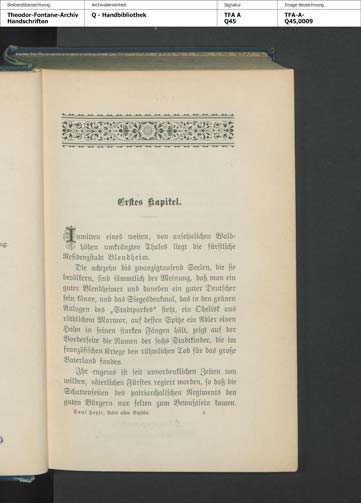 Bestandsbezeichnung
Archivalieneinheit
Signatur
Image-Bezeichnung
Theodor-Fontane-Archiv
Handschriften
Q - Handbibliothek
TFA A
Q45
TFA-A-
Q45,0009
Erstes Kapitel.
Inmitten eines weiten, von ansehnlichen Wald-
höhen umkränzten Thales liegt die fürstliche
Residenzstadt Blendheim.
Die achtzehn bis zwanzigtausend Seelen, die sie
bevölkern, sind sämmtlich der Meinung, daß man ein
guter Blendheimer und daneben ein guter Deutscher
sein könne, und das Siegesdenkmal, das in den grünen
Anlagen des „Stadtparkes“ steht, ein Obelisk aus
röthlichem Marmor, auf dessen Spitze ein Adler einen
Hahn in seinen starken Fängen hält, zeigt auf der
Vorderseite die Namen der sechs Stadtkinder, die im
französischen Kriege den rühmlichen Tod für das große
Vaterland fanden.
Ihr engeres ist seit unvordenklichen Zeiten von
milden, väterlichen Fürsten regiert worden, so daß die
Schattenseiten des patriarchalischen Regiments den
guten Bürgern nur selten zum Bewußtsein kamen.
Paul Heyse, Ueber allen Gipfeln.
1